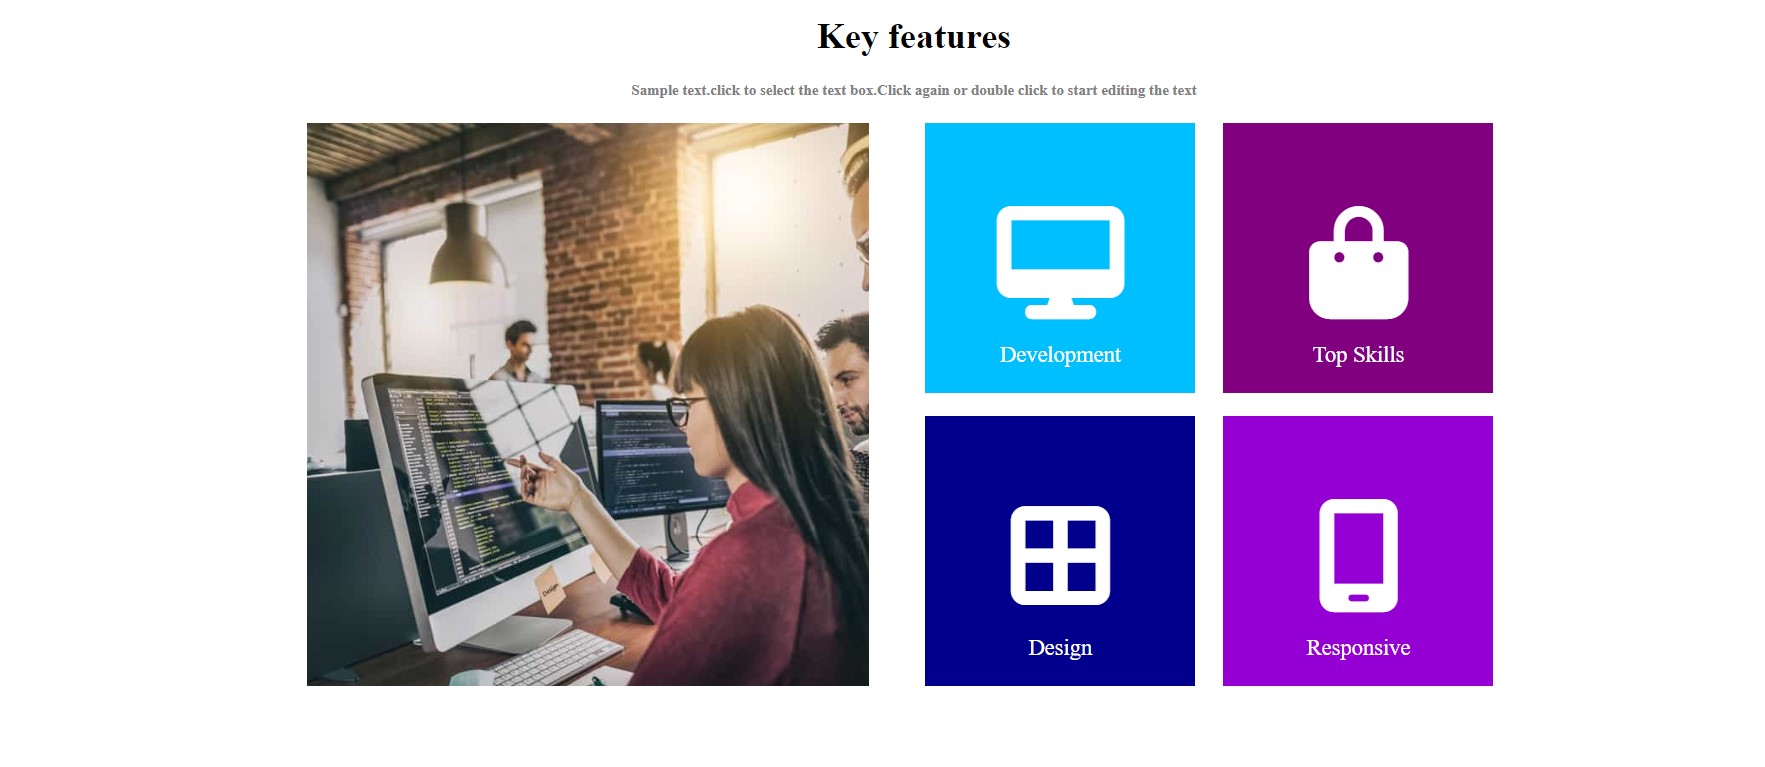 Key features
Sample text.click to select the text box.Click again or double click to start editing the text
Development
Top Skills
Design
Design
Responsive